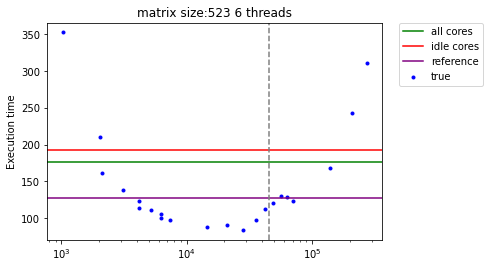 matrix size:523 6 threads
Execution time
350
300
250
200
150
100
10³
10⁴
10⁵
all cores
idle cores
reference
true